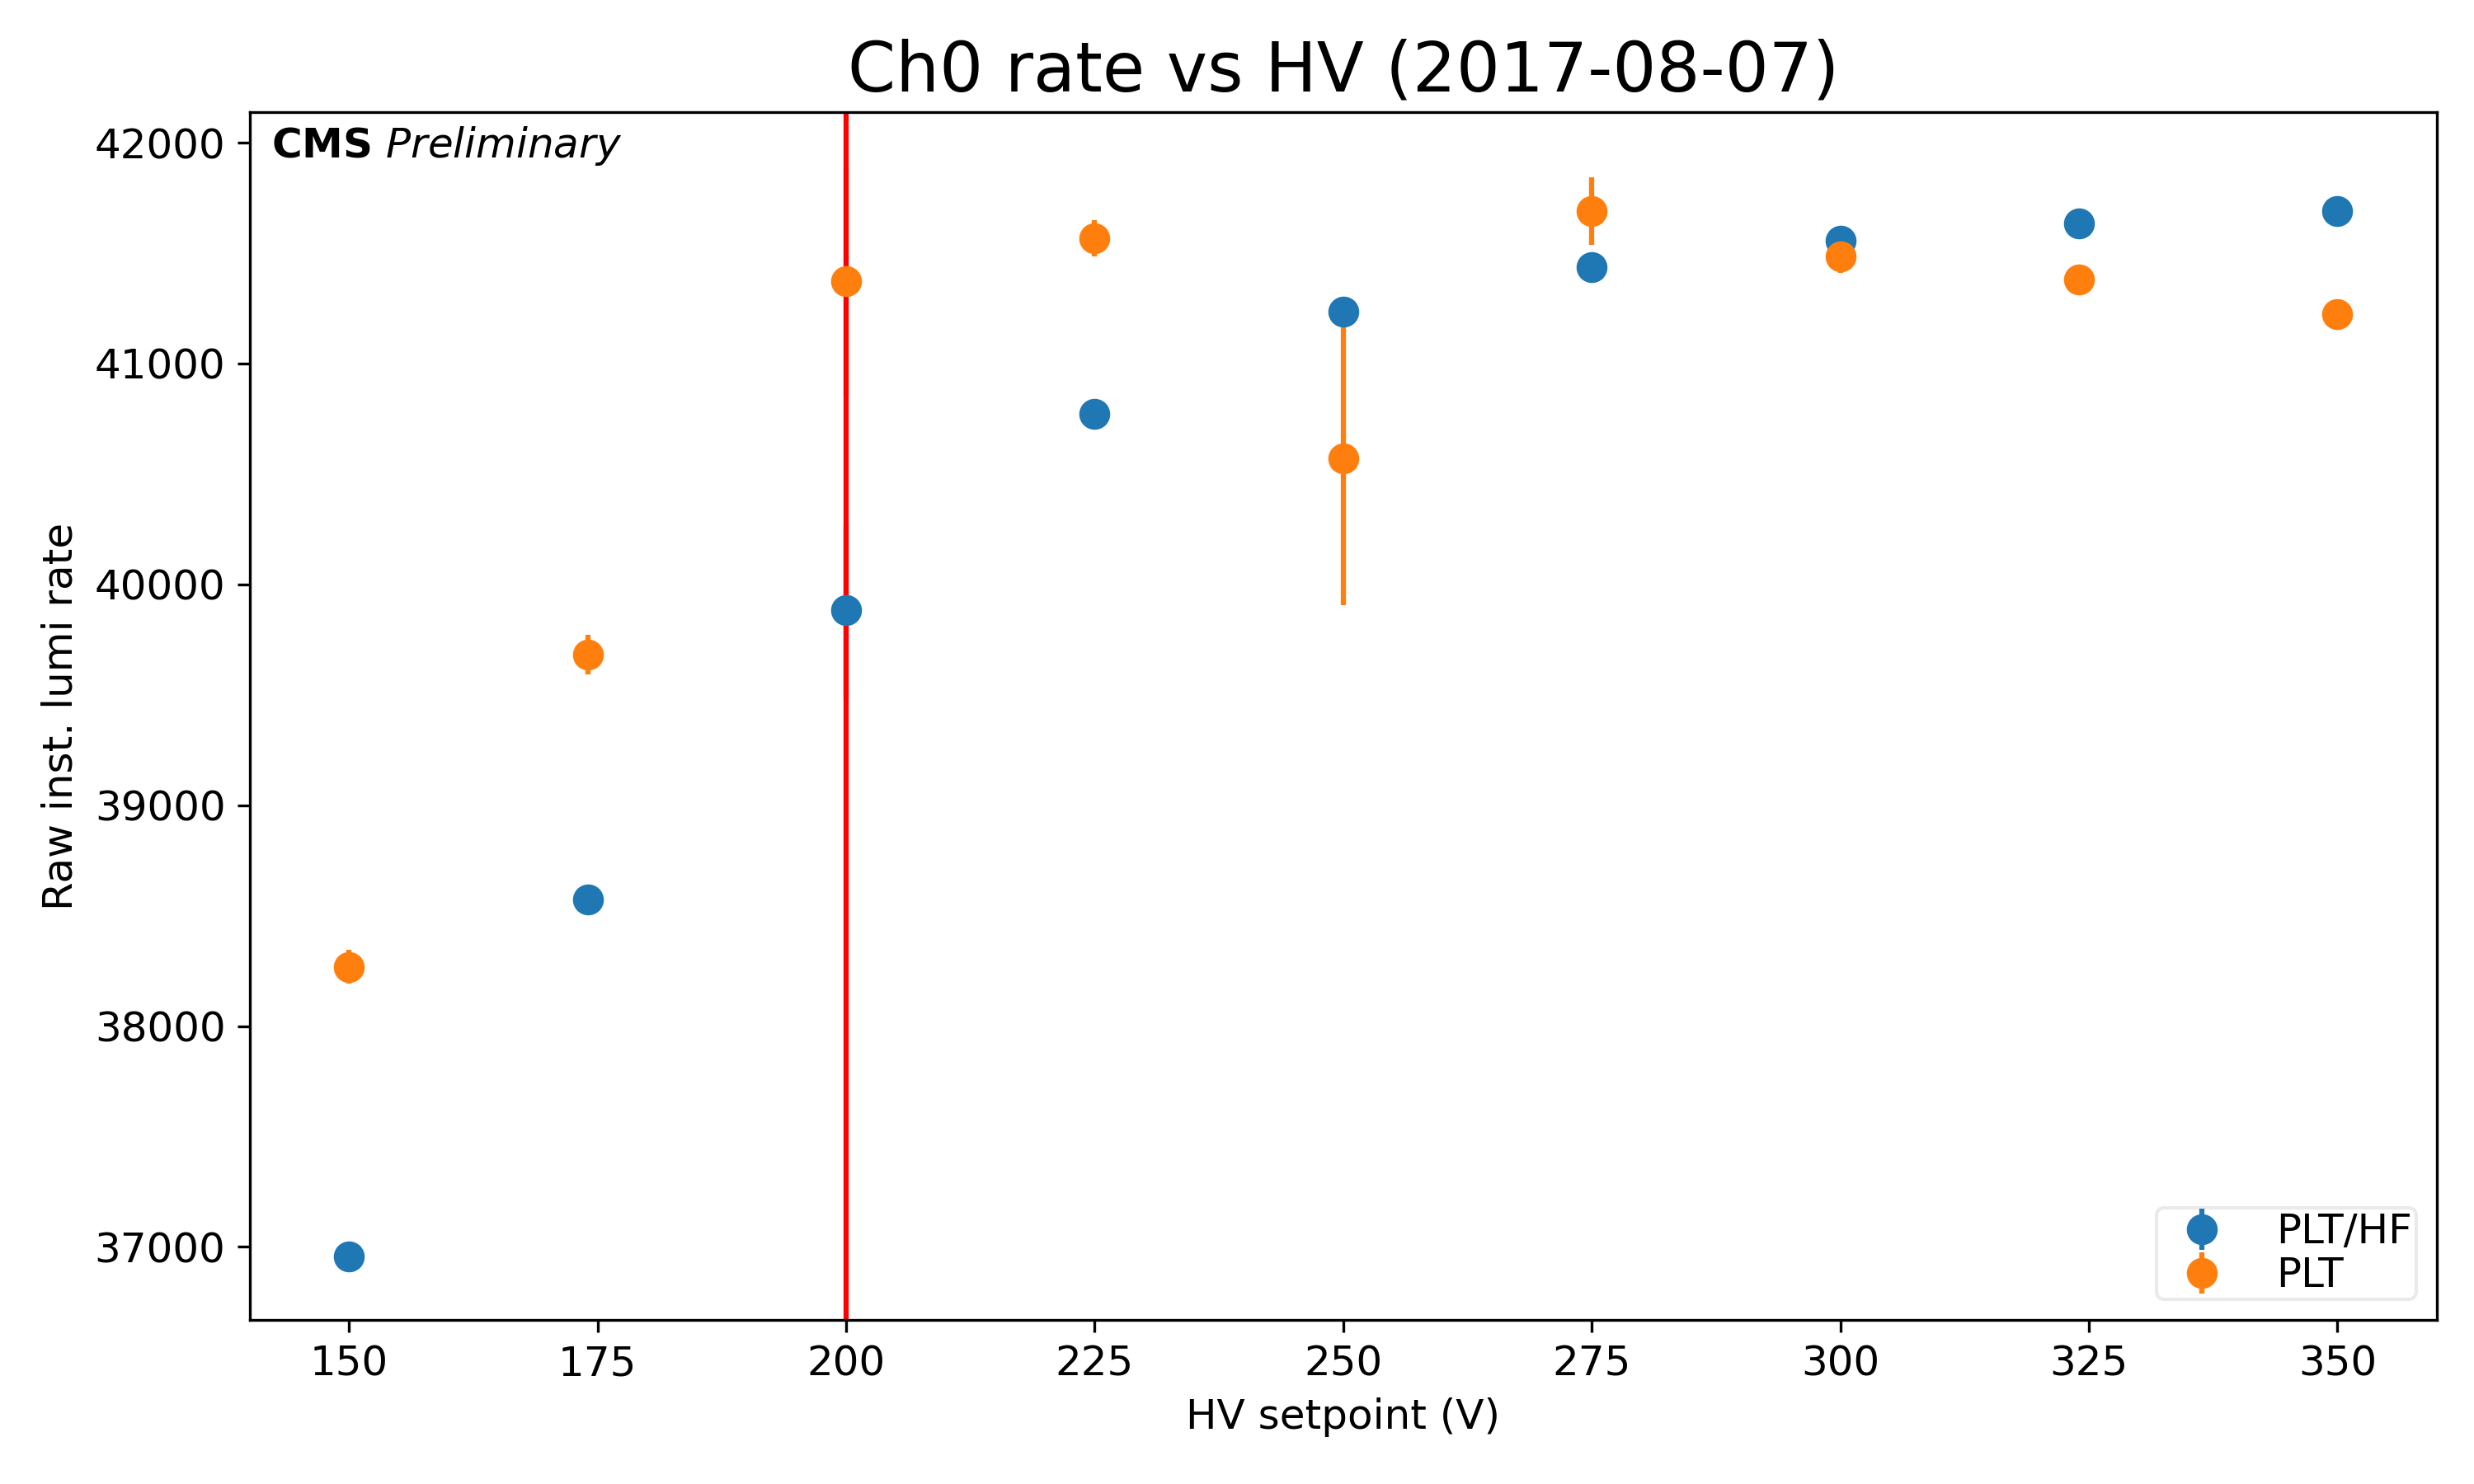 Ch0 rate vs HV (2017-08-07)
CMS Preliminary
42000
41000
40000
39000
38000
37000
Raw inst. lumi rate
PLT/HF
PLT
150 175 200 225 250 275 300 325 350
HV setpoint (V)